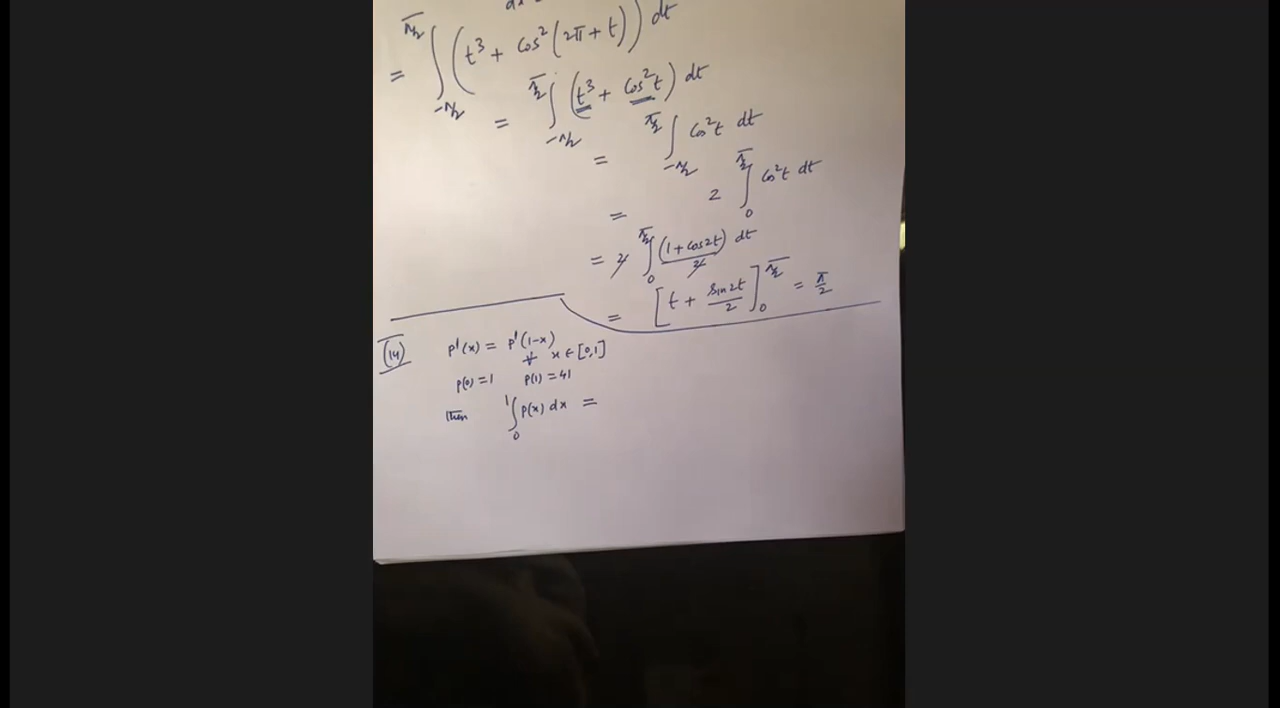 = ∫_{-π/2}^{π/2} (t³ + cos²(2π + t)) dt
= ∫_{-π/2}^{π/2} (t³ + cos²t) dt
= ∫_{-π/2}^{π/2} cos²t dt
= 2 ∫_0^{π/2} cos²t dt
= 2 ∫_0^{π/2} (1 + cos2t)/2 dt
= [t + sin2t/2]_0^{π/2} = π/2
(14) p'(x) = p'(1-x)
∀ x ∈ [0,1]
p(0) = 1 p(1) = 41
then ∫_0^1 p(x) dx =